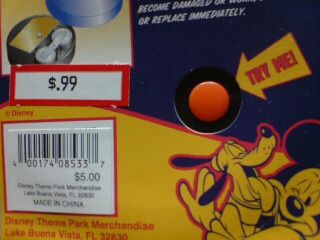 BECOME DAMAGED OR WORN,
OR REPLACE IMMEDIATELY.
$.99
TRY ME!
© Disney
4 00174 08533 7
$5.00
Disney Theme Park Merchandise
Lake Buena Vista, FL 32830
MADE IN CHINA
Disney Theme Park Merchandise
Lake Buena Vista, FL 32830